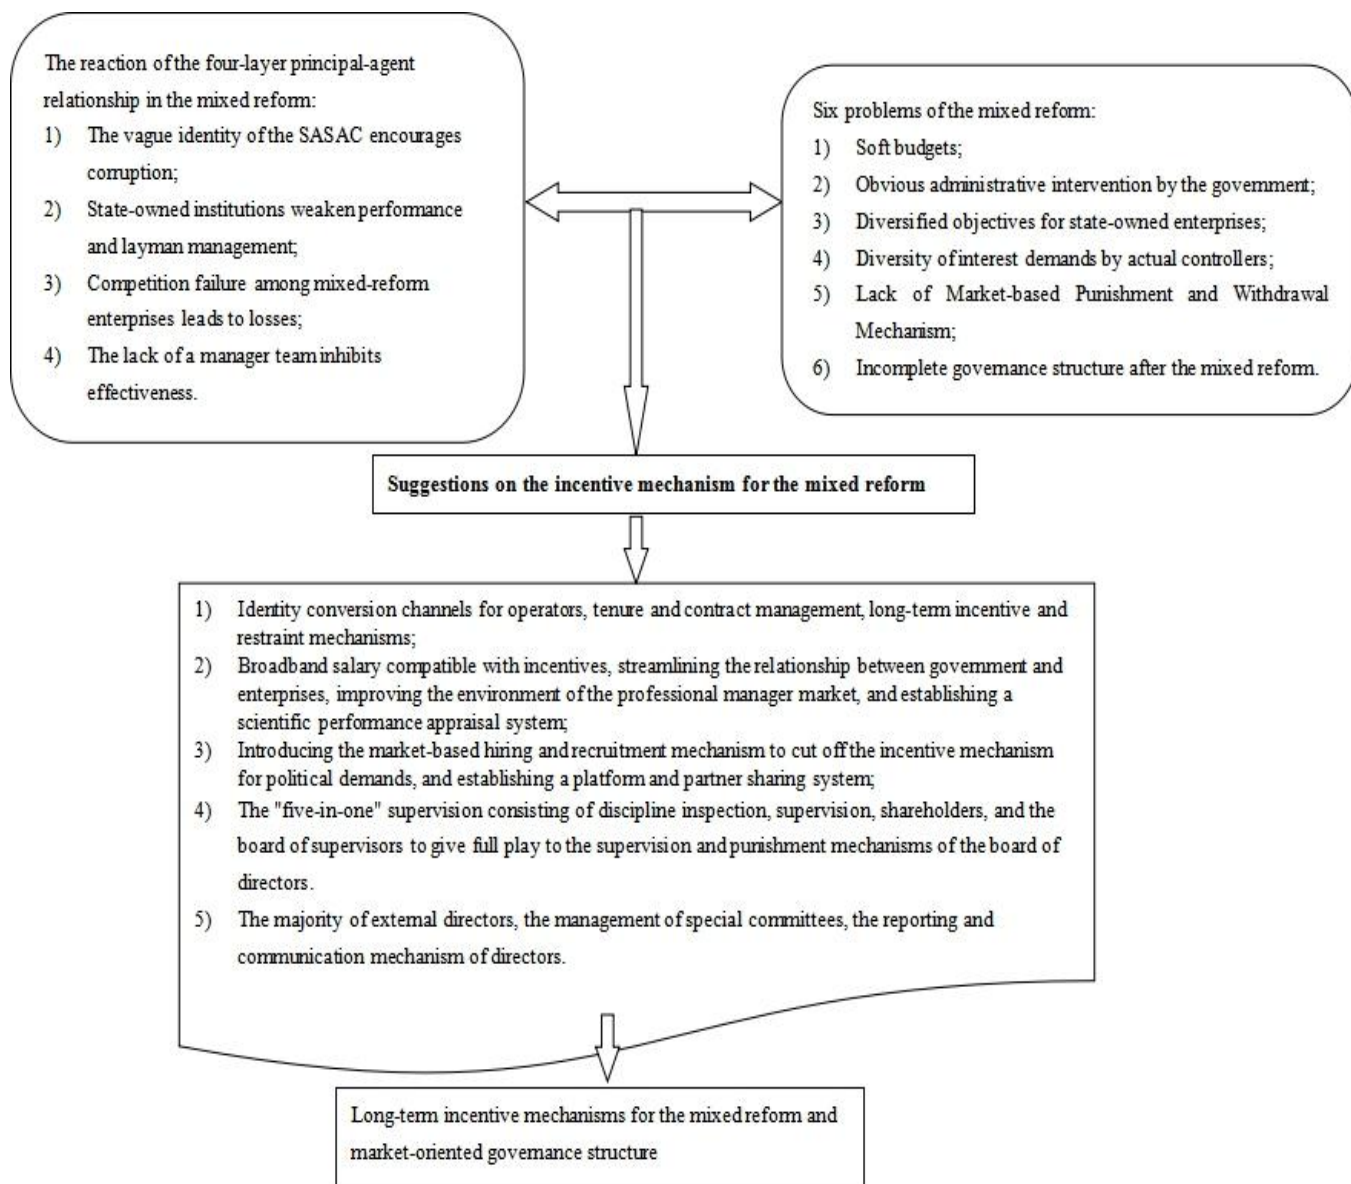 The reaction of the four-layer principal-agent
relationship in the mixed reform:
1) The vague identity of the SASAC encourages
corruption;
2) State-owned institutions weaken performance
and layman management;
3) Competition failure among mixed-reform
enterprises leads to losses;
4) The lack of a manager team inhibits
effectiveness.
Six problems of the mixed reform:
1) Soft budgets;
2) Obvious administrative intervention by the government;
3) Diversified objectives for state-owned enterprises;
4) Diversity of interest demands by actual controllers;
5) Lack of Market-based Punishment and Withdrawal
Mechanism;
6) Incomplete governance structure after the mixed reform.
Suggestions on the incentive mechanism for the mixed reform
1) Identity conversion channels for operators, tenure and contract management, long-term incentive and
restraint mechanisms;
2) Broadband salary compatible with incentives, streamlining the relationship between government and
enterprises, improving the environment of the professional manager market, and establishing a
scientific performance appraisal system;
3) Introducing the market-based hiring and recruitment mechanism to cut off the incentive mechanism
for political demands, and establishing a platform and partner sharing system;
4) The "five-in-one" supervision consisting of discipline inspection, supervision, shareholders, and the
board of supervisors to give full play to the supervision and punishment mechanisms of the board of
directors.
5) The majority of external directors, the management of special committees, the reporting and
communication mechanism of directors.
Long-term incentive mechanisms for the mixed reform and
market-oriented governance structure